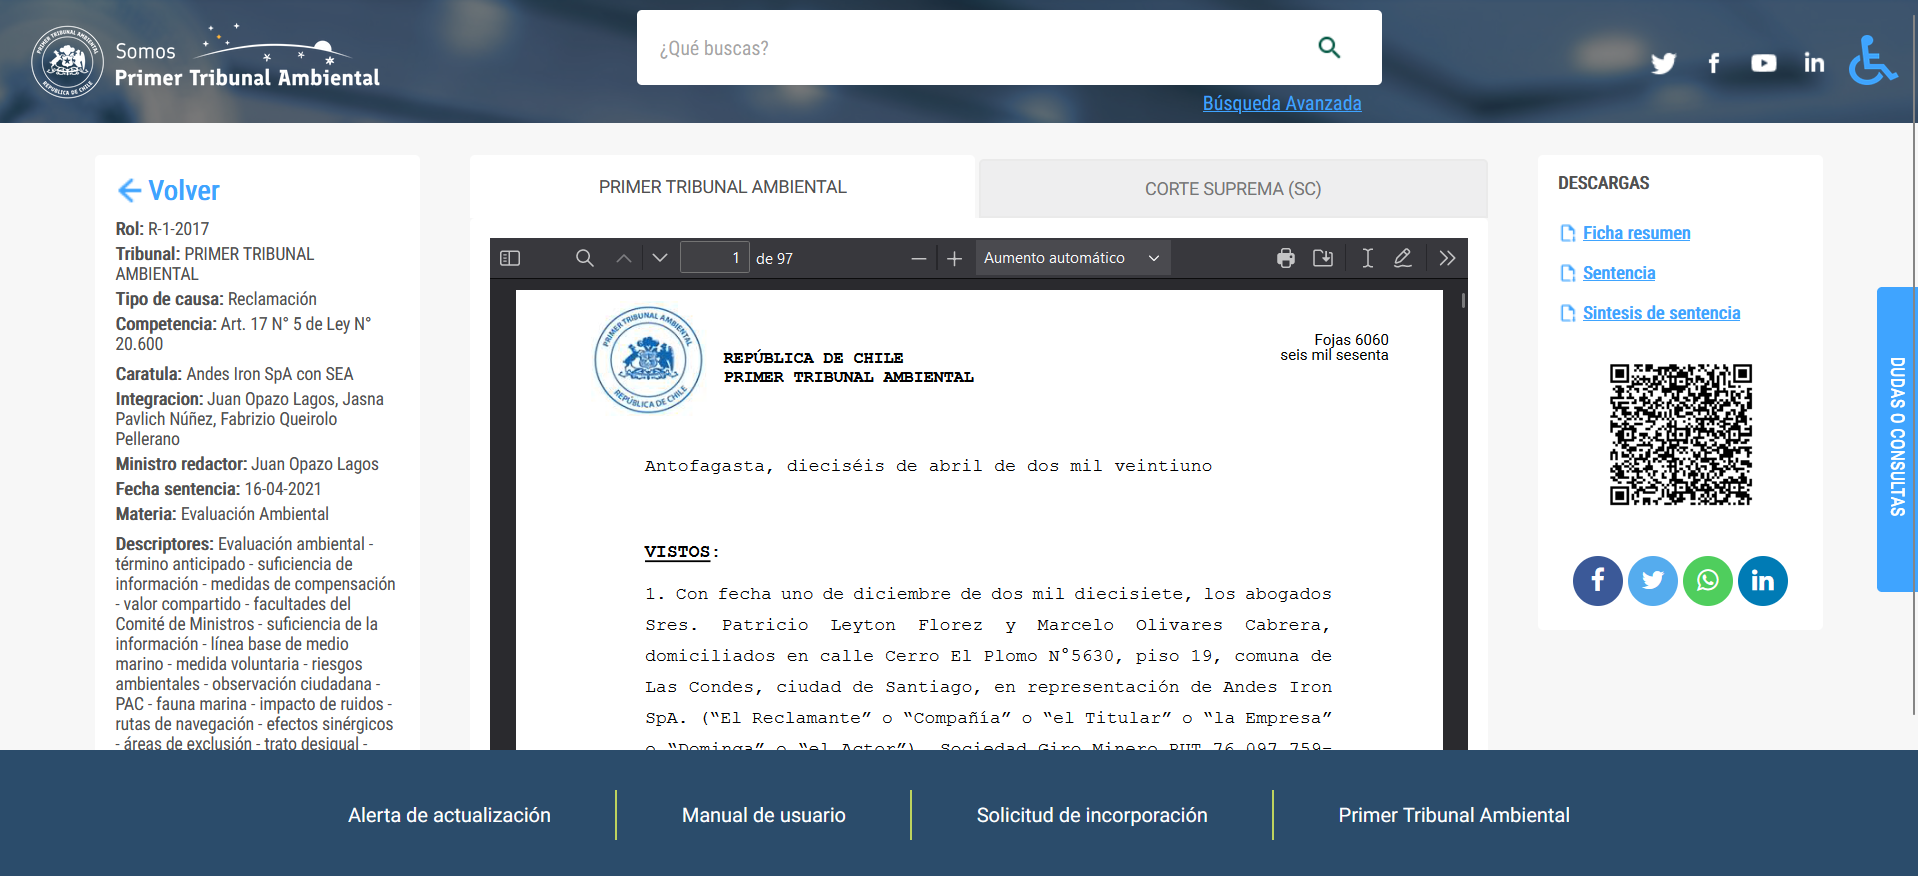 Somos
Primer Tribunal Ambiental
¿Qué buscas?
Búsqueda Avanzada
Volver
Rol: R-1-2017
Tribunal: PRIMER TRIBUNAL
AMBIENTAL
Tipo de causa: Reclamación
Competencia: Art. 17 N° 5 de Ley N°
20.600
Caratula: Andes Iron SpA con SEA
Integracion: Juan Opazo Lagos, Jasna
Pavlich Núñez, Fabrizio Queirolo
Pellerano
Ministro redactor: Juan Opazo Lagos
Fecha sentencia: 16-04-2021
Materia: Evaluación Ambiental
Descriptores: Evaluación ambiental -
término anticipado - suficiencia de
información - medidas de compensación
- valor compartido - facultades del
Comité de Ministros - suficiencia de la
información - línea base de medio
marino - medida voluntaria - riesgos
ambientales - observación ciudadana -
PAC - fauna marina - impacto de ruidos -
rutas de navegación - efectos sinérgicos
- áreas de exclusión - trato desigual -
PRIMER TRIBUNAL AMBIENTAL
CORTE SUPREMA (SC)
1 de 97
Aumento automático
PRIMER TRIBUNAL AMBIENTAL
REPÚBLICA DE CHILE
REPÚBLICA DE CHILE
PRIMER TRIBUNAL AMBIENTAL
Fojas 6060
seis mil sesenta
Antofagasta, dieciséis de abril de dos mil veintiuno
VISTOS:
1. Con fecha uno de diciembre de dos mil diecisiete, los abogados
Sres. Patricio Leyton Florez y Marcelo Olivares Cabrera,
domiciliados en calle Cerro El Plomo N°5630, piso 19, comuna de
Las Condes, ciudad de Santiago, en representación de Andes Iron
SpA. (“El Reclamante” o “Compañía” o “el Titular” o “la Empresa”
o “Dominga” o “el Actor”), Sociedad Giro Minero RUT 76.097.759-
DESCARGAS
Ficha resumen
Sentencia
Sintesis de sentencia
DUDAS O CONSULTAS
Alerta de actualización
Manual de usuario
Solicitud de incorporación
Primer Tribunal Ambiental